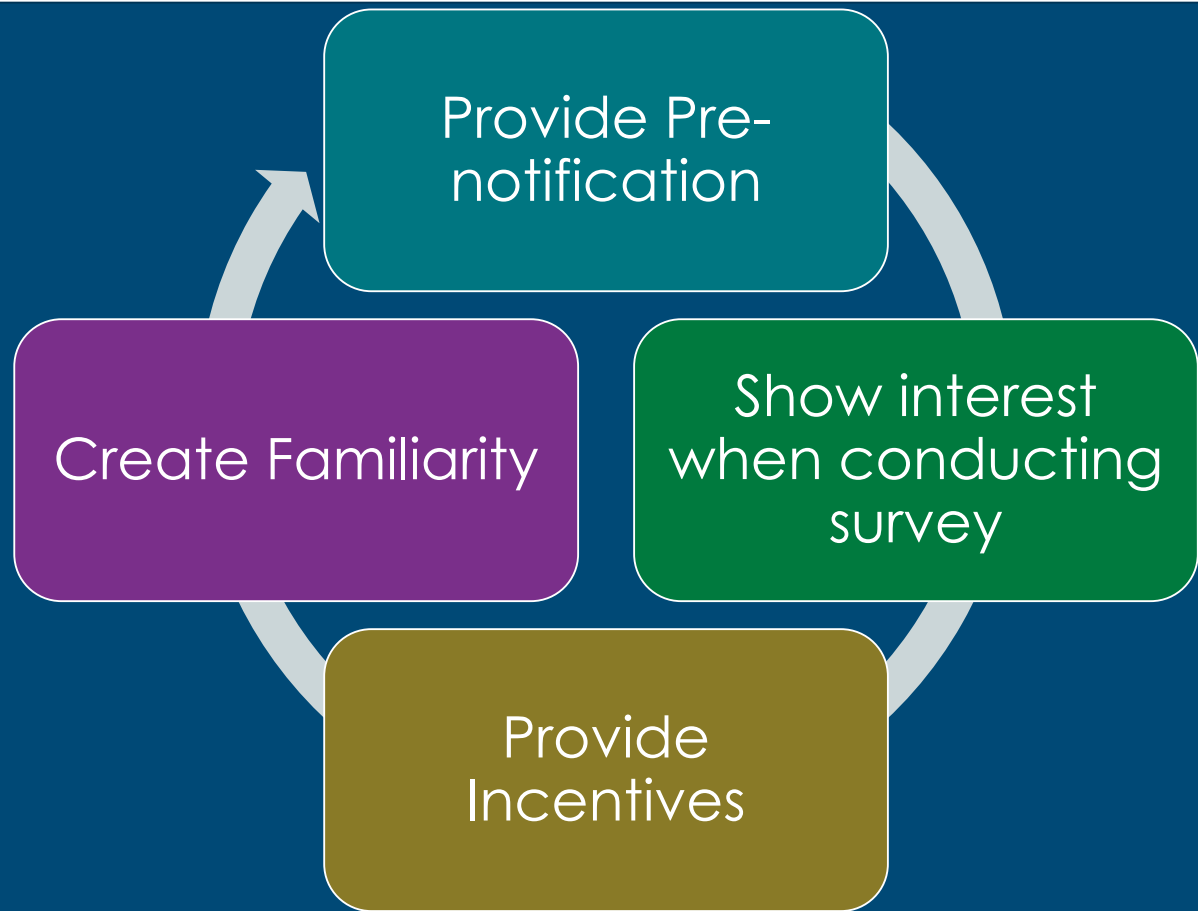 Provide Pre-
notification
Show interest
when conducting
survey
Provide
Incentives
Create Familiarity